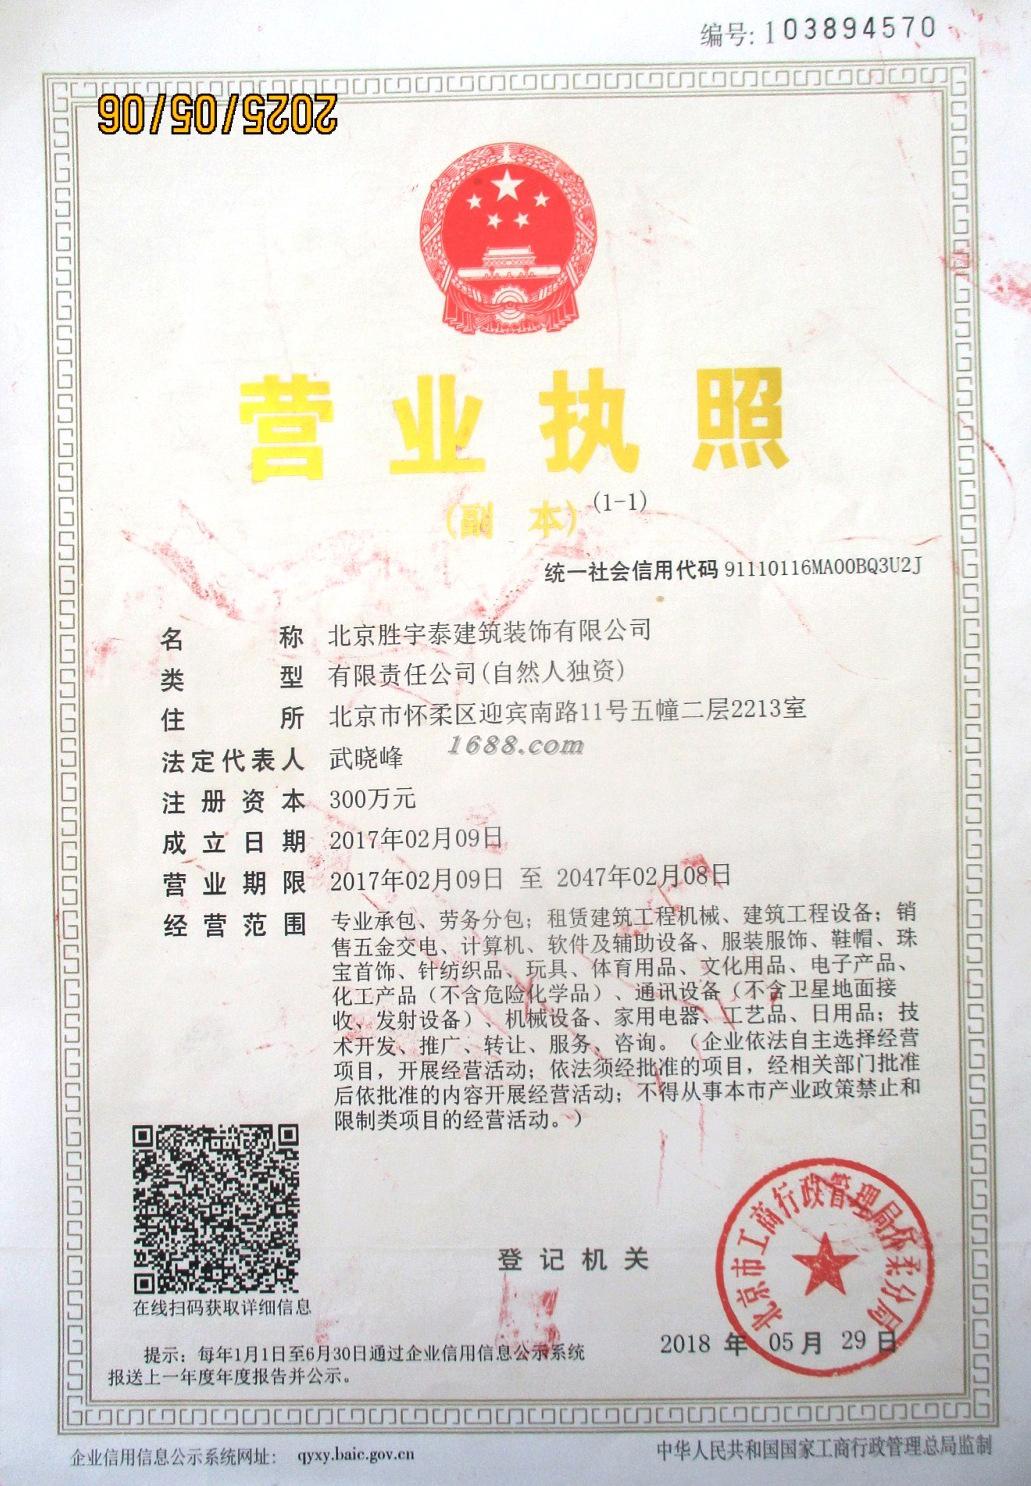 编号: 103894570
2025/05/06
营业执照
(副 本) (1-1)
统一社会信用代码 91110116MA00BQ3U2J
名 称 北京胜宇泰建筑装饰有限公司
类 型 有限责任公司(自然人独资)
住 所 北京市怀柔区迎宾南路11号五幢二层2213室
1688.com
法定代表人 武晓峰
注册资本 300万元
成立日期 2017年02月09日
营业期限 2017年02月09日 至 2047年02月08日
经营范围 专业承包、劳务分包；租赁建筑工程机械、建筑工程设备；销
售五金交电、计算机、软件及辅助设备、服装服饰、鞋帽、珠
宝首饰、针纺织品、玩具、体育用品、文化用品、电子产品、
化工产品（不含危险化学品）、通讯设备（不含卫星地面接
收、发射设备）、机械设备、家用电器、工艺品、日用品；技
术开发、推广、转让、服务、咨询。（企业依法自主选择经营
项目，开展经营活动；依法须经批准的项目，经相关部门批准
后依批准的内容开展经营活动；不得从事本市产业政策禁止和
限制类项目的经营活动。）
在线扫码获取详细信息
登记机关
北京市工商行政管理局怀柔分局
2018 年 05 月 29 日
提示：每年1月1日至6月30日通过企业信用信息公示系统
报送上一年度年度报告并公示。
企业信用信息公示系统网址： qyxy.baic.gov.cn
中华人民共和国国家工商行政管理总局监制